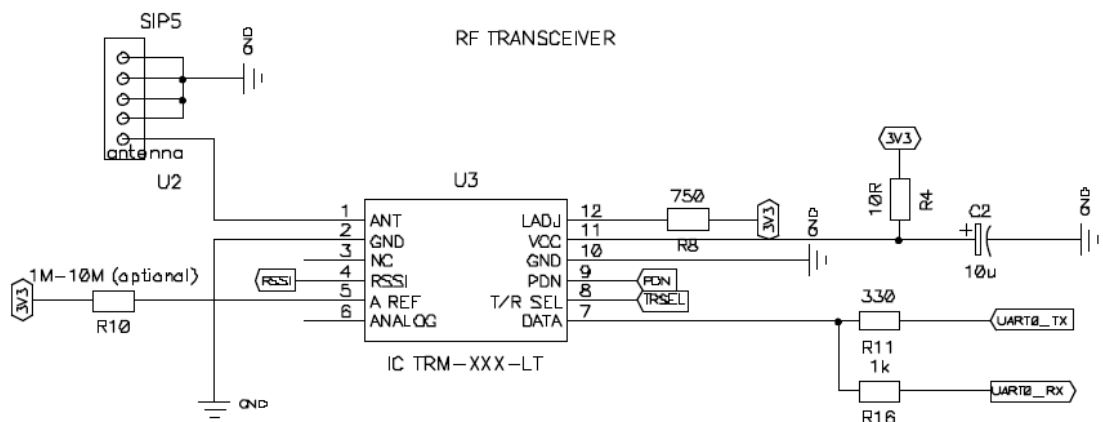 SIP5
GND
RF TRANSCEIVER
antenna
U2
3V3
U3
750
10R
R4
C2
GND
GND
1 ANT LADJ 12
3V3
R8
+
2 GND VCC 11
10u
3 NC GND 10
1M-10M (optional)
RSSI 4 RSSI PDN 9 PDN
3V3
5 A REF T/R SEL 8 TRSEL
330
R10
6 ANALOG DATA 7
UART0_TX
IC TRM-XXX-LT
R11
1k
GND
UART0_RX
R16